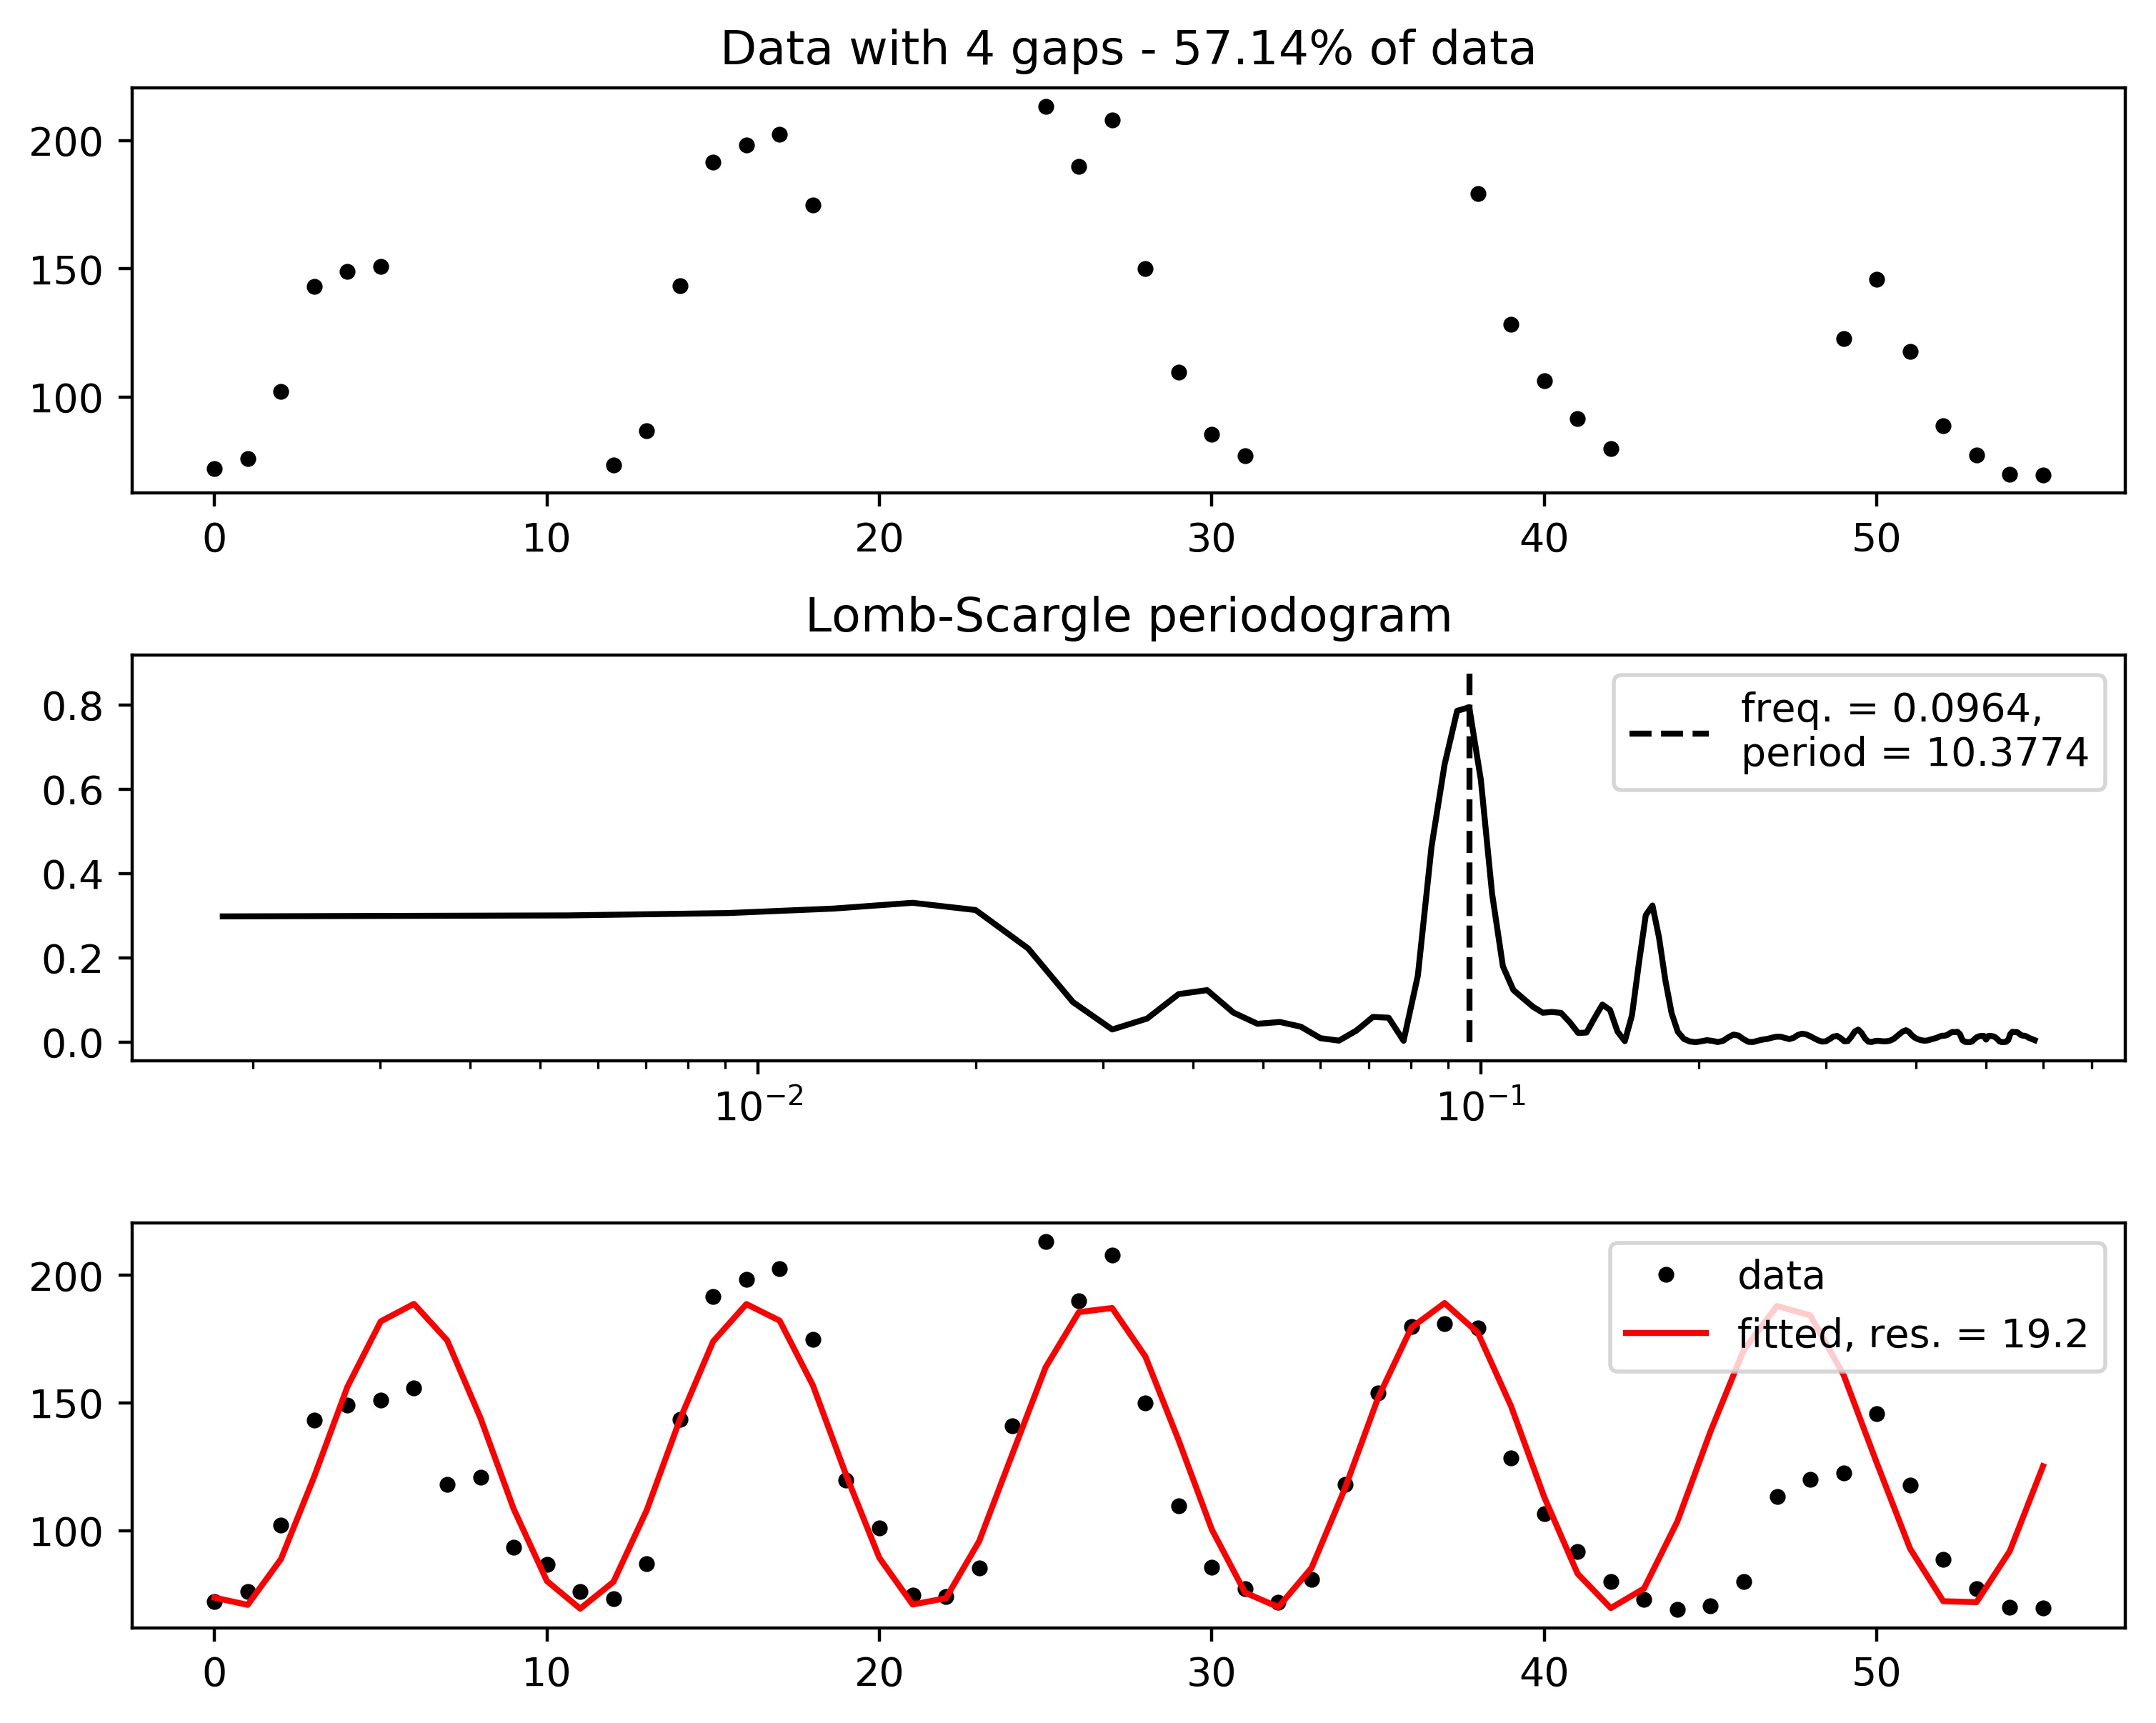 Data with 4 gaps - 57.14% of data
200
150
100
0 10 20 30 40 50
Lomb-Scargle periodogram
0.8
0.6
0.4
0.2
0.0
freq. = 0.0964,
period = 10.3774
10⁻² 10⁻¹
200
150
100
data
fitted, res. = 19.2
0 10 20 30 40 50